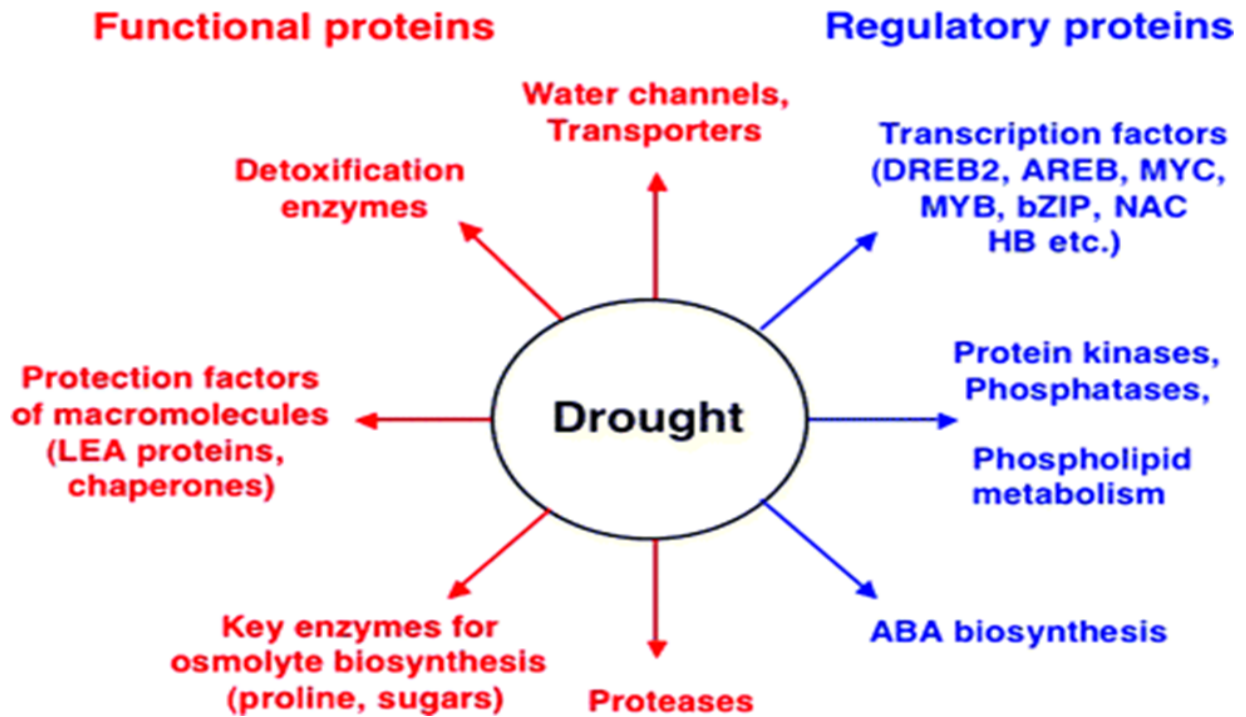 Functional proteins
Regulatory proteins
Water channels,
Transporters
Detoxification
enzymes
Transcription factors
(DREB2, AREB, MYC,
MYB, bZIP, NAC
HB etc.)
Protection factors
of macromolecules
(LEA proteins,
chaperones)
Drought
Protein kinases,
Phosphatases,
Phospholipid
metabolism
Key enzymes for
osmolyte biosynthesis
(proline, sugars)
Proteases
ABA biosynthesis